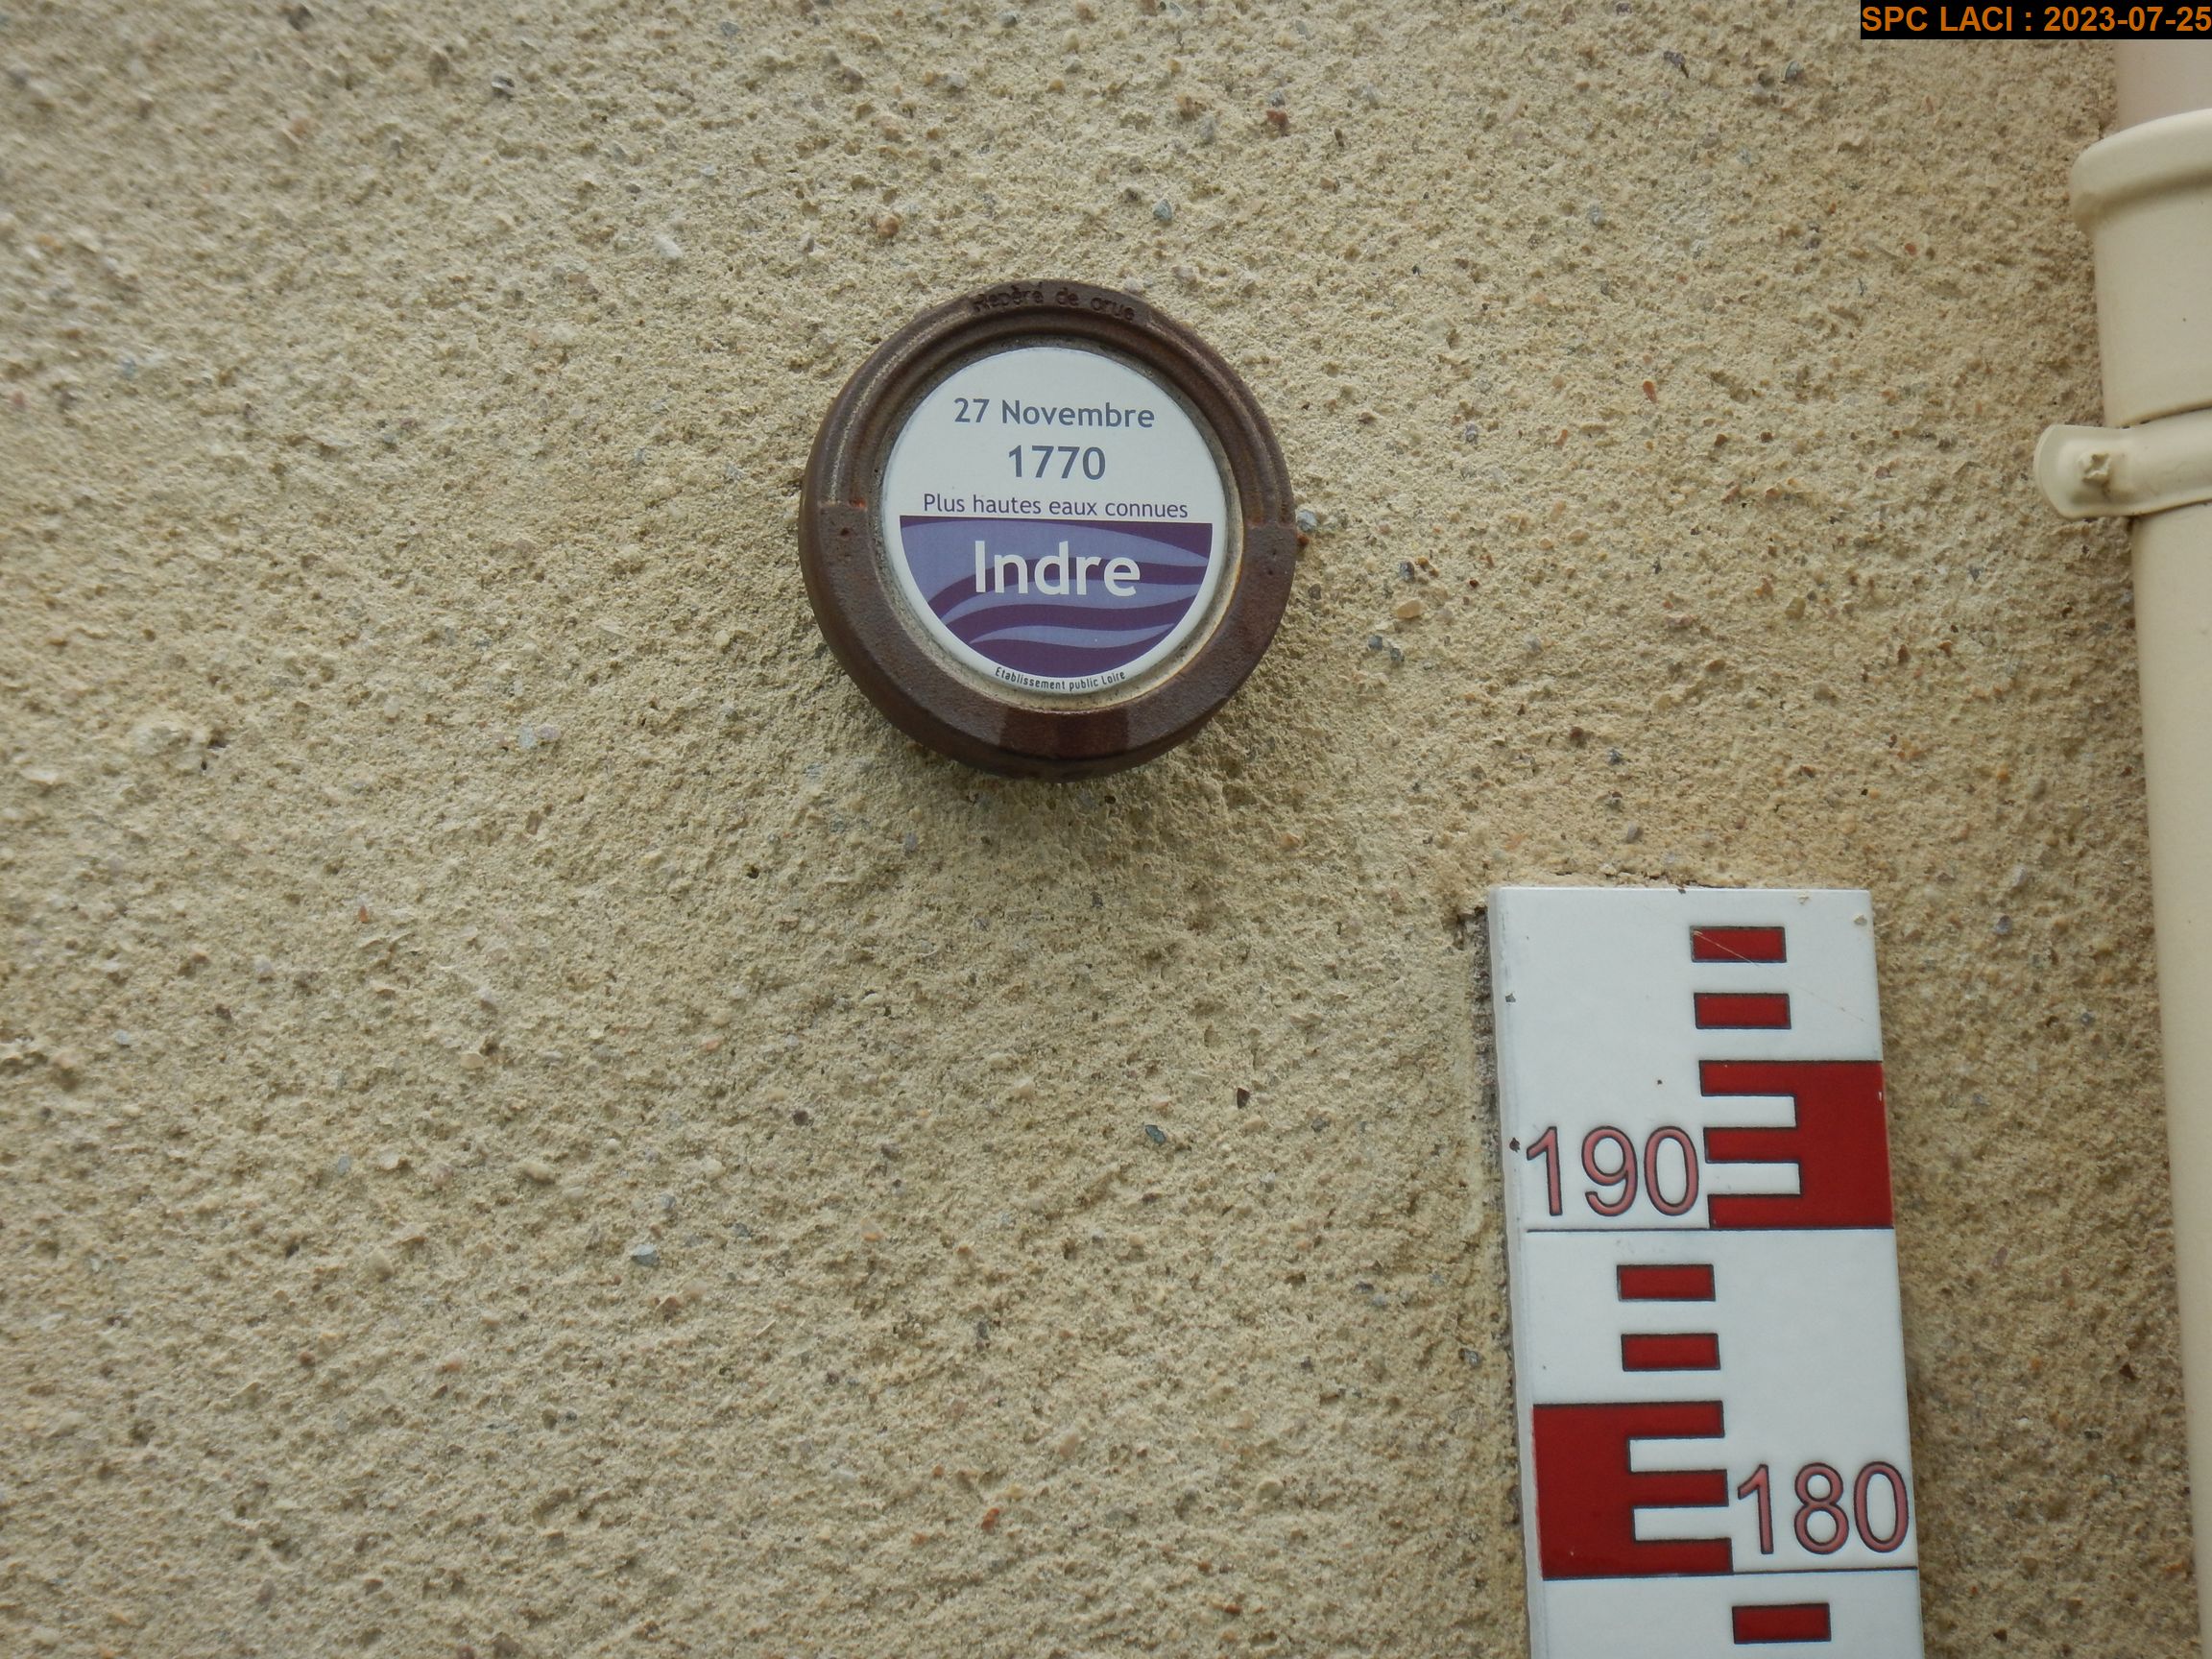 SPC LACI : 2023-07-25
Repère de crue
27 Novembre
1770
Plus hautes eaux connues
Indre
Etablissement public Loire
190
180